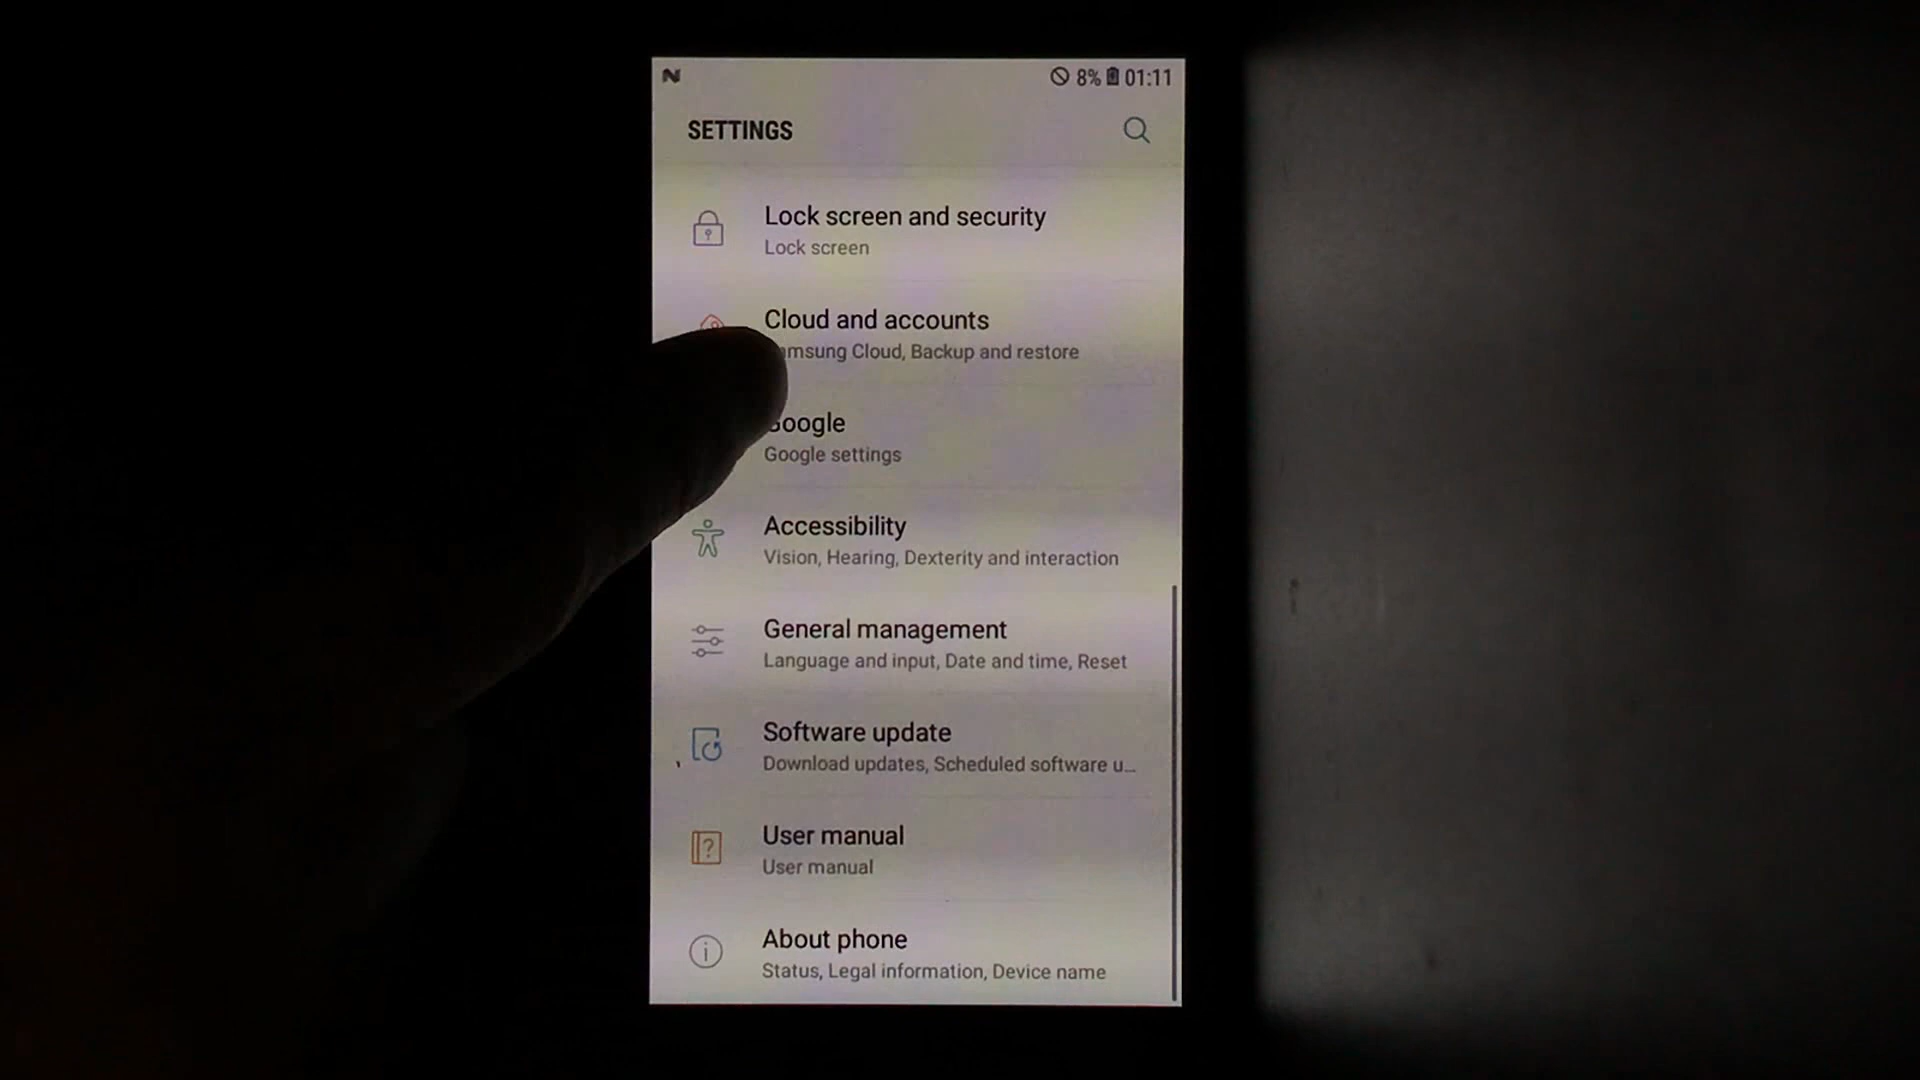 N 8% 01:11
SETTINGS
Lock screen and security
Lock screen
Cloud and accounts
Samsung Cloud, Backup and restore
Google
Google settings
Accessibility
Vision, Hearing, Dexterity and interaction
General management
Language and input, Date and time, Reset
Software update
Download updates, Scheduled software u...
User manual
User manual
About phone
Status, Legal information, Device name